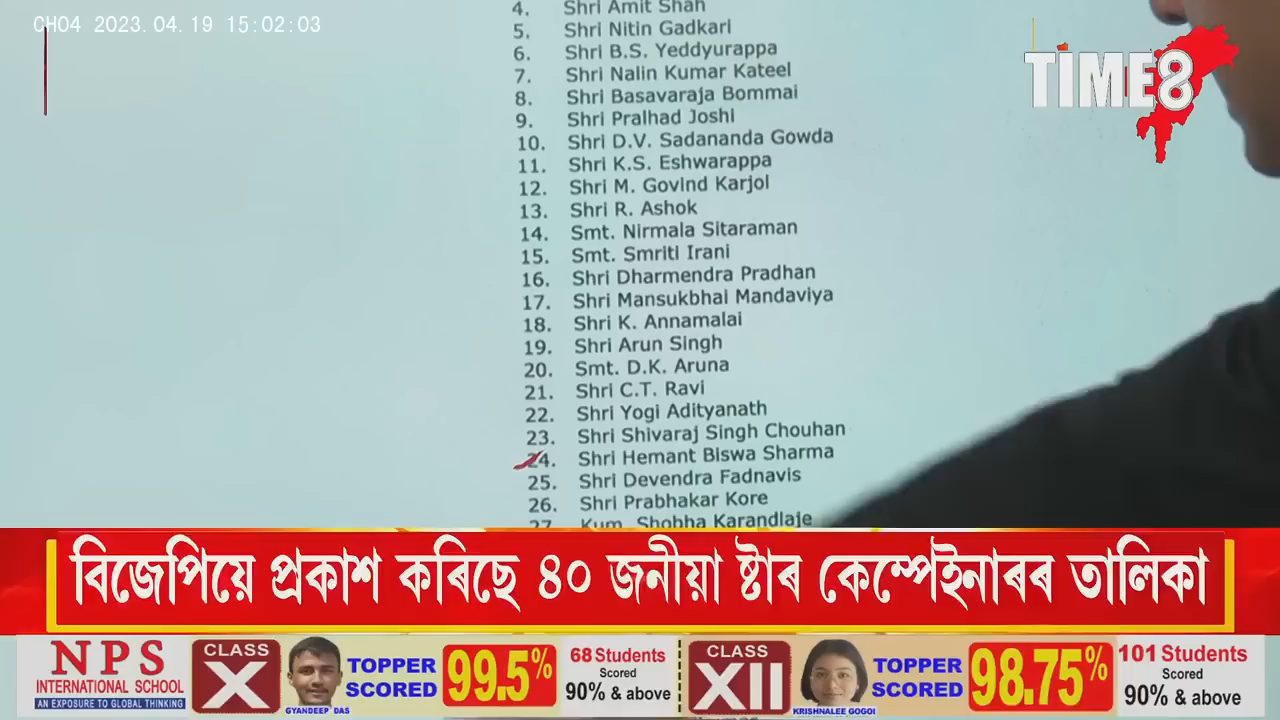 CH04 2023.04.19 15:02:03
TIME8
4. Shri Amit Shah
5. Shri Nitin Gadkari
6. Shri B.S. Yeddyurappa
7. Shri Nalin Kumar Kateel
8. Shri Basavaraja Bommai
9. Shri Pralhad Joshi
10. Shri D.V. Sadananda Gowda
11. Shri K.S. Eshwarappa
12. Shri M. Govind Karjol
13. Shri R. Ashok
14. Smt. Nirmala Sitaraman
15. Smt. Smriti Irani
16. Shri Dharmendra Pradhan
17. Shri Mansukbhai Mandaviya
18. Shri K. Annamalai
19. Shri Arun Singh
20. Smt. D.K. Aruna
21. Shri C.T. Ravi
22. Shri Yogi Adityanath
23. Shri Shivaraj Singh Chouhan
24. Shri Hemant Biswa Sharma
25. Shri Devendra Fadnavis
26. Shri Prabhakar Kore
27. Kum. Shobha Karandlaje
বিজেপিয়ে প্ৰকাশ কৰিছে ৪০ জনীয়া ষ্টাৰ কেম্পেইনাৰৰ তালিকা
NPS
INTERNATIONAL SCHOOL
AN EXPOSURE TO GLOBAL THINKING
CLASS
X
GYANDEEP DAS
TOPPER
SCORED
99.5%
68 Students
Scored
90% & above
CLASS
XII
KRISHNALEE GOGOI
TOPPER
SCORED
98.75%
101 Students
Scored
90% & above